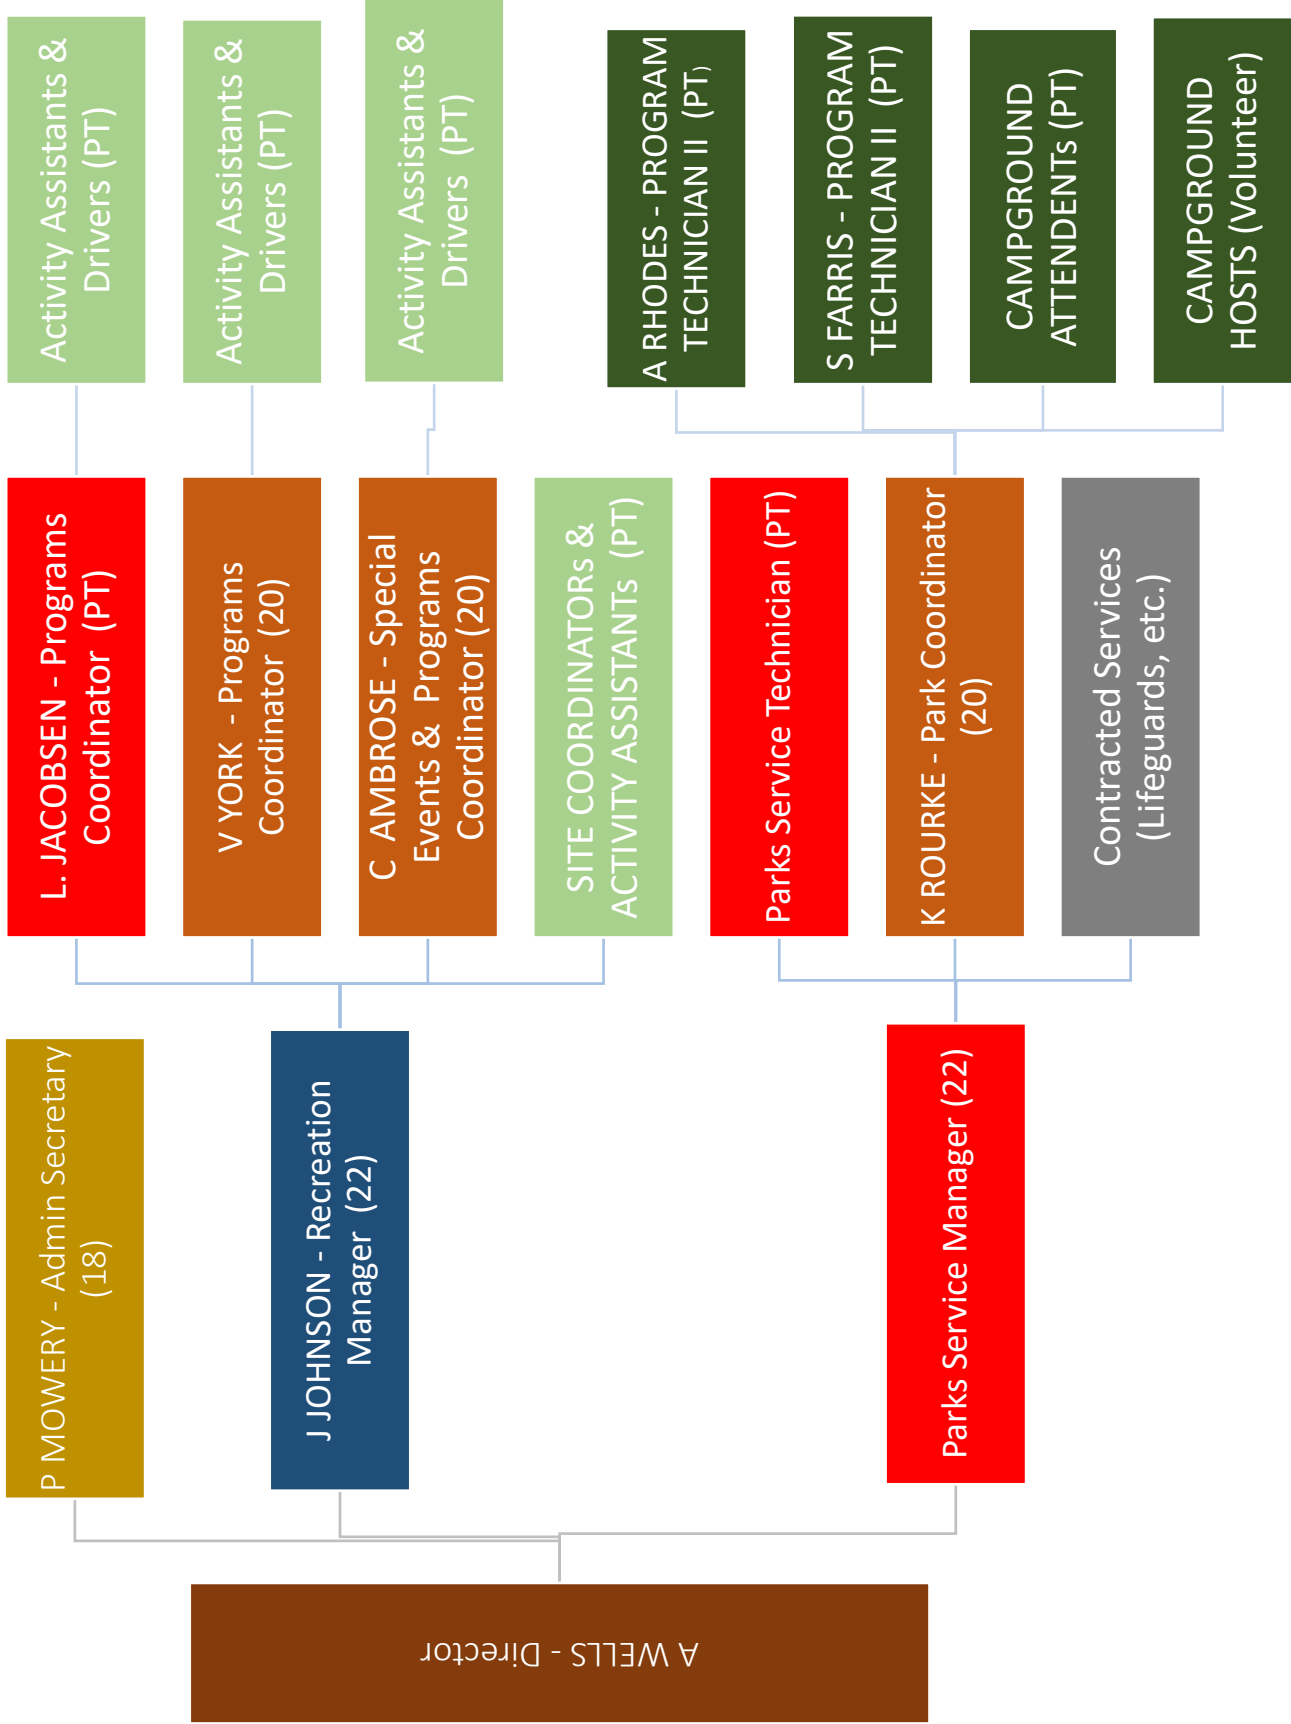 A WELLS - Director
P MOWERY - Admin Secretary
(18)
J JOHNSON - Recreation
Manager (22)
Parks Service Manager (22)
L. JACOBSEN - Programs
Coordinator (PT)
V YORK - Programs
Coordinator (20)
C AMBROSE - Special
Events & Programs
Coordinator (20)
SITE COORDINATORs &
ACTIVITY ASSISTANTs (PT)
Parks Service Technician (PT)
K ROURKE - Park Coordinator
(20)
Contracted Services
(Lifeguards, etc.)
Activity Assistants &
Drivers (PT)
Activity Assistants &
Drivers (PT)
Activity Assistants &
Drivers (PT)
A RHODES - PROGRAM
TECHNICIAN II (PT)
S FARRIS - PROGRAM
TECHNICIAN II (PT)
CAMPGROUND
ATTENDENTs (PT)
CAMPGROUND
HOSTS (Volunteer)